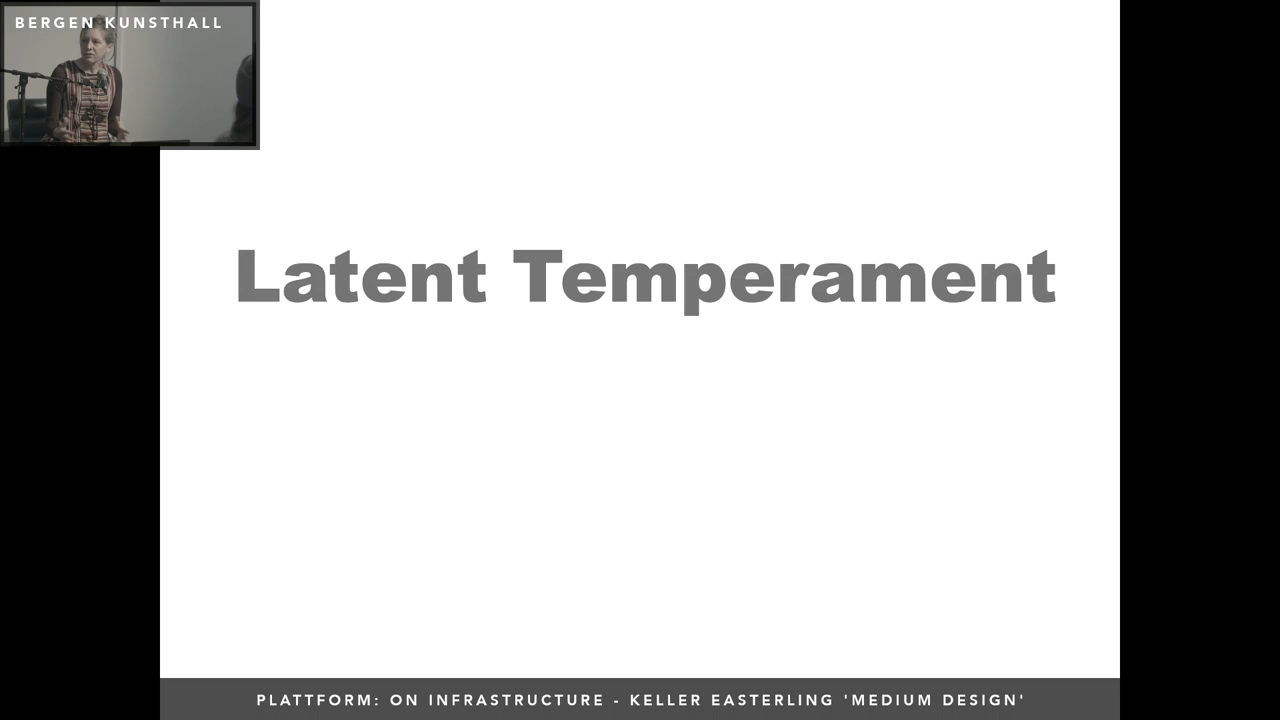 BERGEN KUNSTHALL
Latent Temperament
PLATTFORM: ON INFRASTRUCTURE - KELLER EASTERLING 'MEDIUM DESIGN'